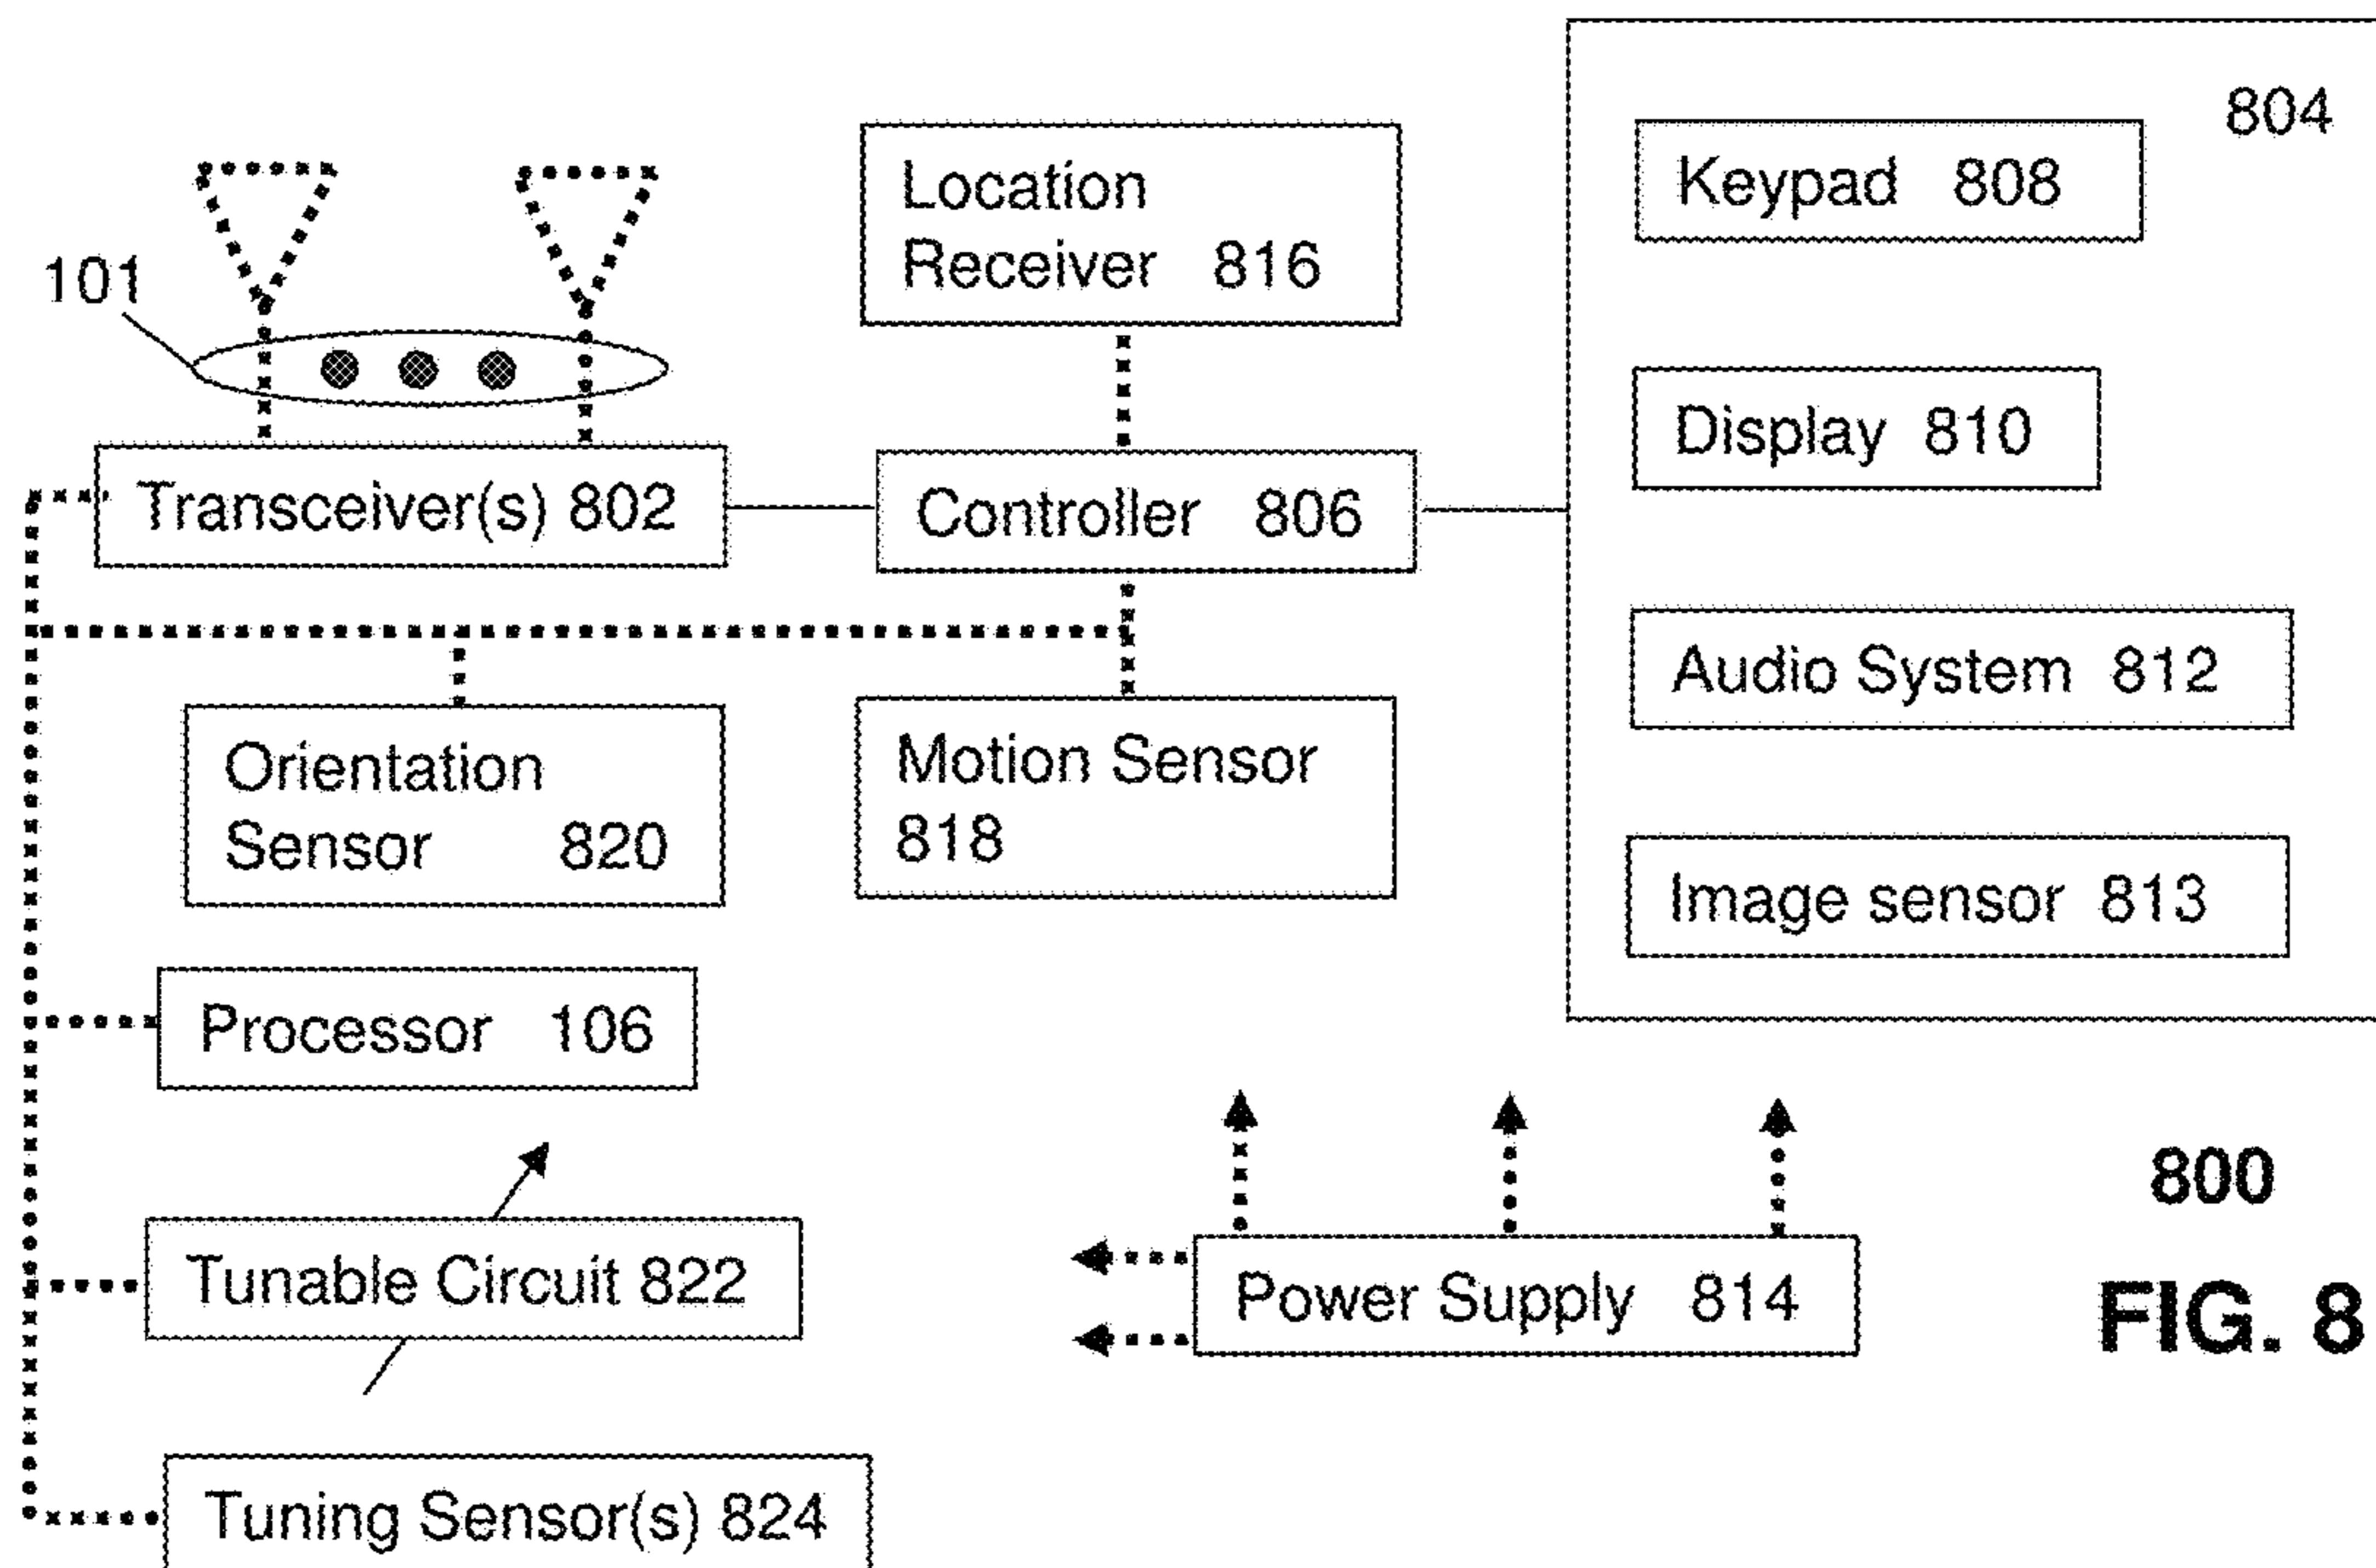 804
Keypad 808
Location
Receiver 816
101
Display 810
Transceiver(s) 802
Controller 806
Audio System 812
Orientation
Sensor 820
Motion Sensor
818
Image sensor 813
Processor 106
800
Tunable Circuit 822
Power Supply 814
FIG. 8
Tuning Sensor(s) 824